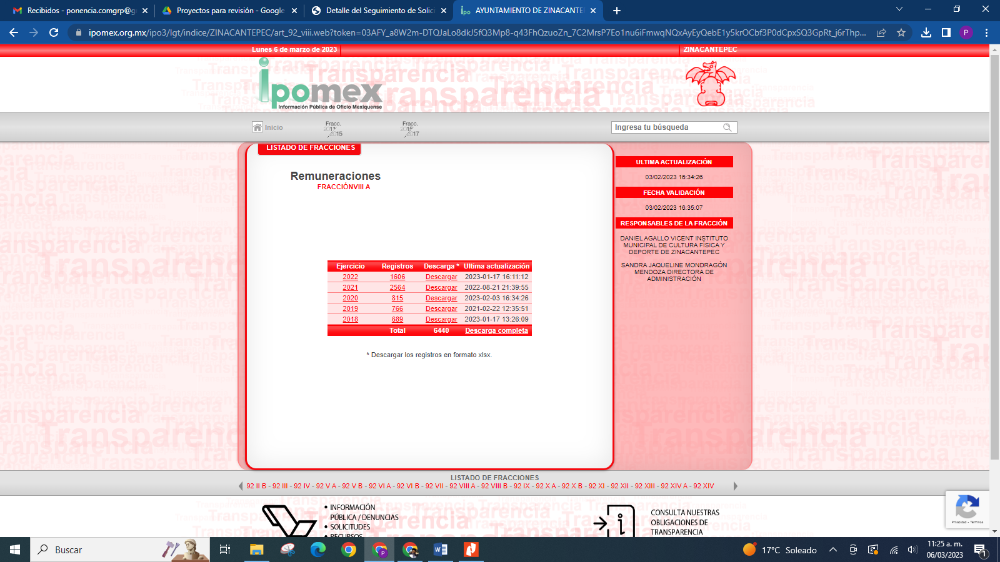 Recibidos - ponencia.comgrp@g
Proyectos para revisión - Google
Detalle del Seguimiento de Solici
AYUNTAMIENTO DE ZINACANTEP
ipomex.org.mx/ipo3/lgt/indice/ZINACANTEPEC/art_92_viii.web?token=03AFY_a8W2m-DTQJaLo8dkJ5fQ3Mp8-q43FhQzuoZn_7C2MrsP7Eo1nu6iFmwqNQxAyEyQebE1y5krOCbf3P0dCpxSQ3GpRt_j6rThp...
P
Lunes 6 de marzo de 2023
ZINACANTEPEC
ipomex
Información Pública de Oficio Mexiquense
Transparencia
Inicio
Fracc.
2015
Fracc.
2017
Ingresa tu búsqueda
LISTADO DE FRACCIONES
Remuneraciones
FRACCIÓNVIII A
Ejercicio Registros Descarga * Ultima actualización
2022 1606 Descargar 2023-01-17 16:11:12
2021 2564 Descargar 2022-08-21 21:39:55
2020 815 Descargar 2023-02-03 16:34:26
2019 766 Descargar 2021-02-22 12:35:51
2018 689 Descargar 2023-01-17 13:26:09
Total 6440 Descarga completa
* Descargar los registros en formato xlsx.
ULTIMA ACTUALIZACIÓN
03/02/2023 16:34:26
FECHA VALIDACIÓN
03/02/2023 16:35:07
RESPONSABLES DE LA FRACCIÓN
DANIEL AGALLO VICENT INSTITUTO
MUNICIPAL DE CULTURA FÍSICA Y
DEPORTE DE ZINACANTEPEC
SANDRA JAQUELINE MONDRAGÓN
MENDOZA DIRECTORA DE
ADMINISTRACIÓN
LISTADO DE FRACCIONES
92 II B - 92 III - 92 IV - 92 V A - 92 V B - 92 VI A - 92 VI B - 92 VII - 92 VIII A - 92 VIII B - 92 IX - 92 X A - 92 X B - 92 XI - 92 XII - 92 XIII - 92 XIV A - 92 XIV
• INFORMACIÓN
PÚBLICA / DENUNCIAS
• SOLICITUDES
• RECURSOS
CONSULTA NUESTRAS
OBLIGACIONES DE
TRANSPARENCIA
Privacidad - Términos
Buscar
17°C Soleado
11:25 a. m.
06/03/2023
1